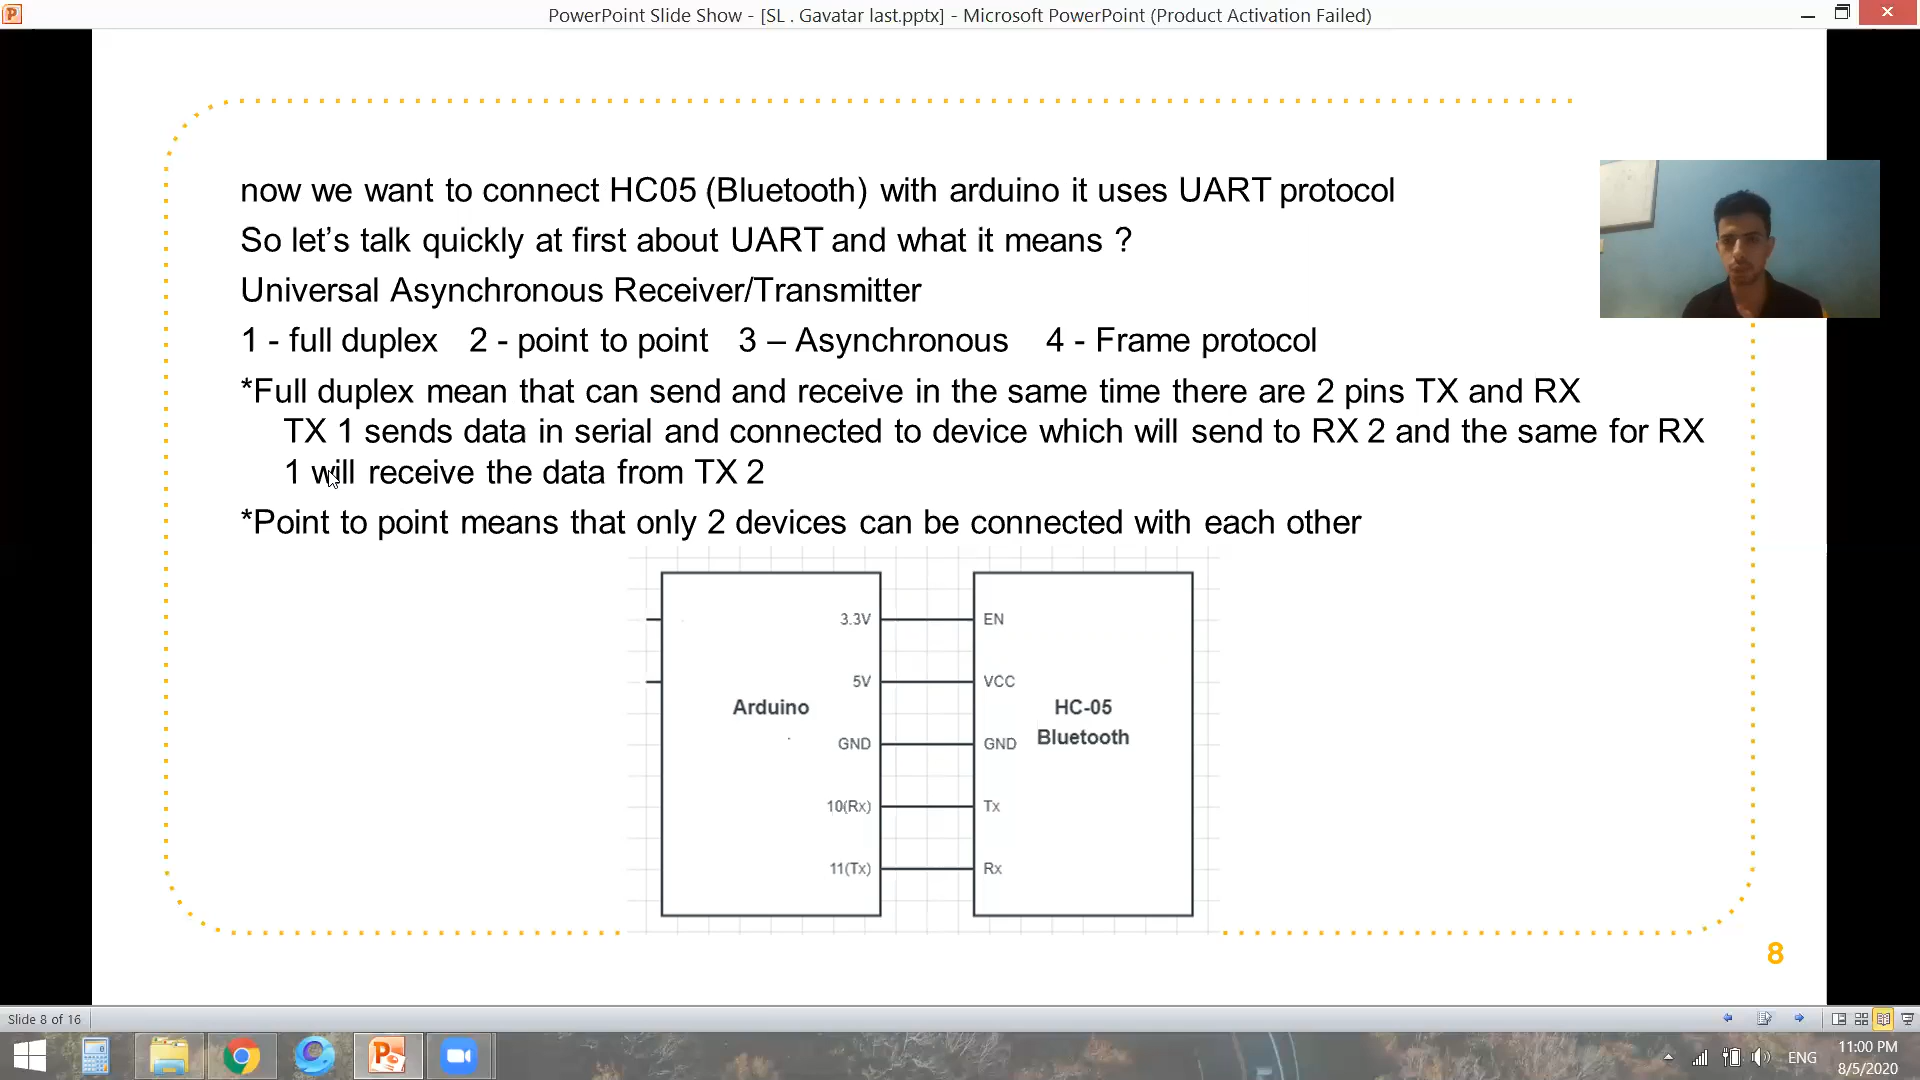 PowerPoint Slide Show - [SL . Gavatar last.pptx] - Microsoft PowerPoint (Product Activation Failed)
now we want to connect HC05 (Bluetooth) with arduino it uses UART protocol
So let’s talk quickly at first about UART and what it means ?
Universal Asynchronous Receiver/Transmitter
1 - full duplex 2 - point to point 3 – Asynchronous 4 - Frame protocol
*Full duplex mean that can send and receive in the same time there are 2 pins TX and RX
TX 1 sends data in serial and connected to device which will send to RX 2 and the same for RX
1 will receive the data from TX 2
*Point to point means that only 2 devices can be connected with each other
3.3V EN
5V VCC
Arduino HC-05
Bluetooth
GND GND
10(Rx) Tx
11(Tx) Rx
8
Slide 8 of 16
ENG
11:00 PM
8/5/2020